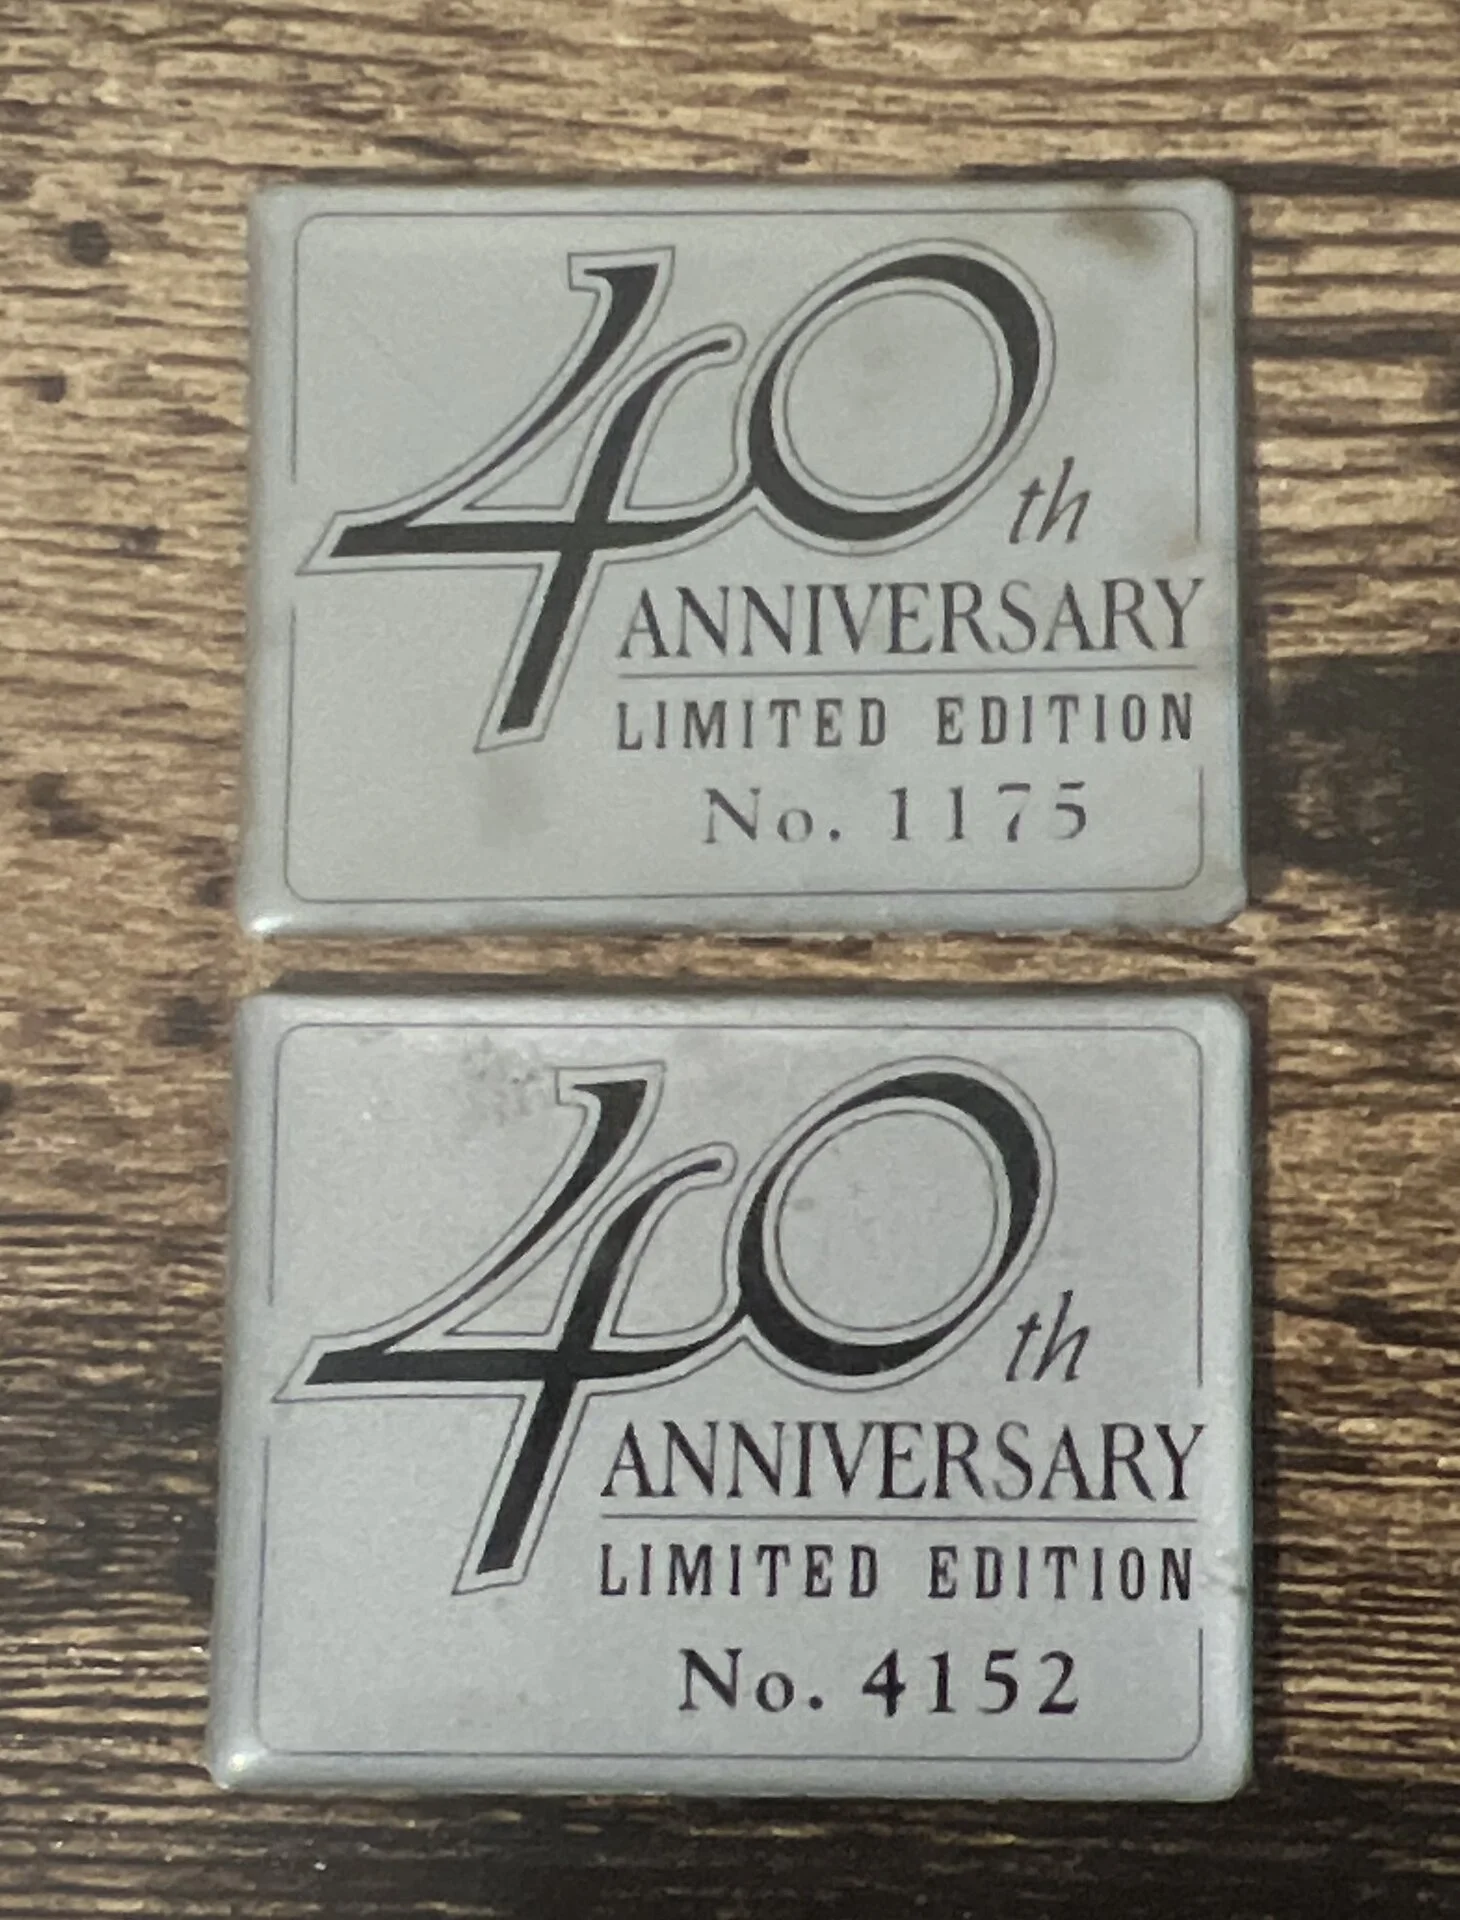 40th
ANNIVERSARY
LIMITED EDITION
No. 1175
40th
ANNIVERSARY
LIMITED EDITION
No. 4152